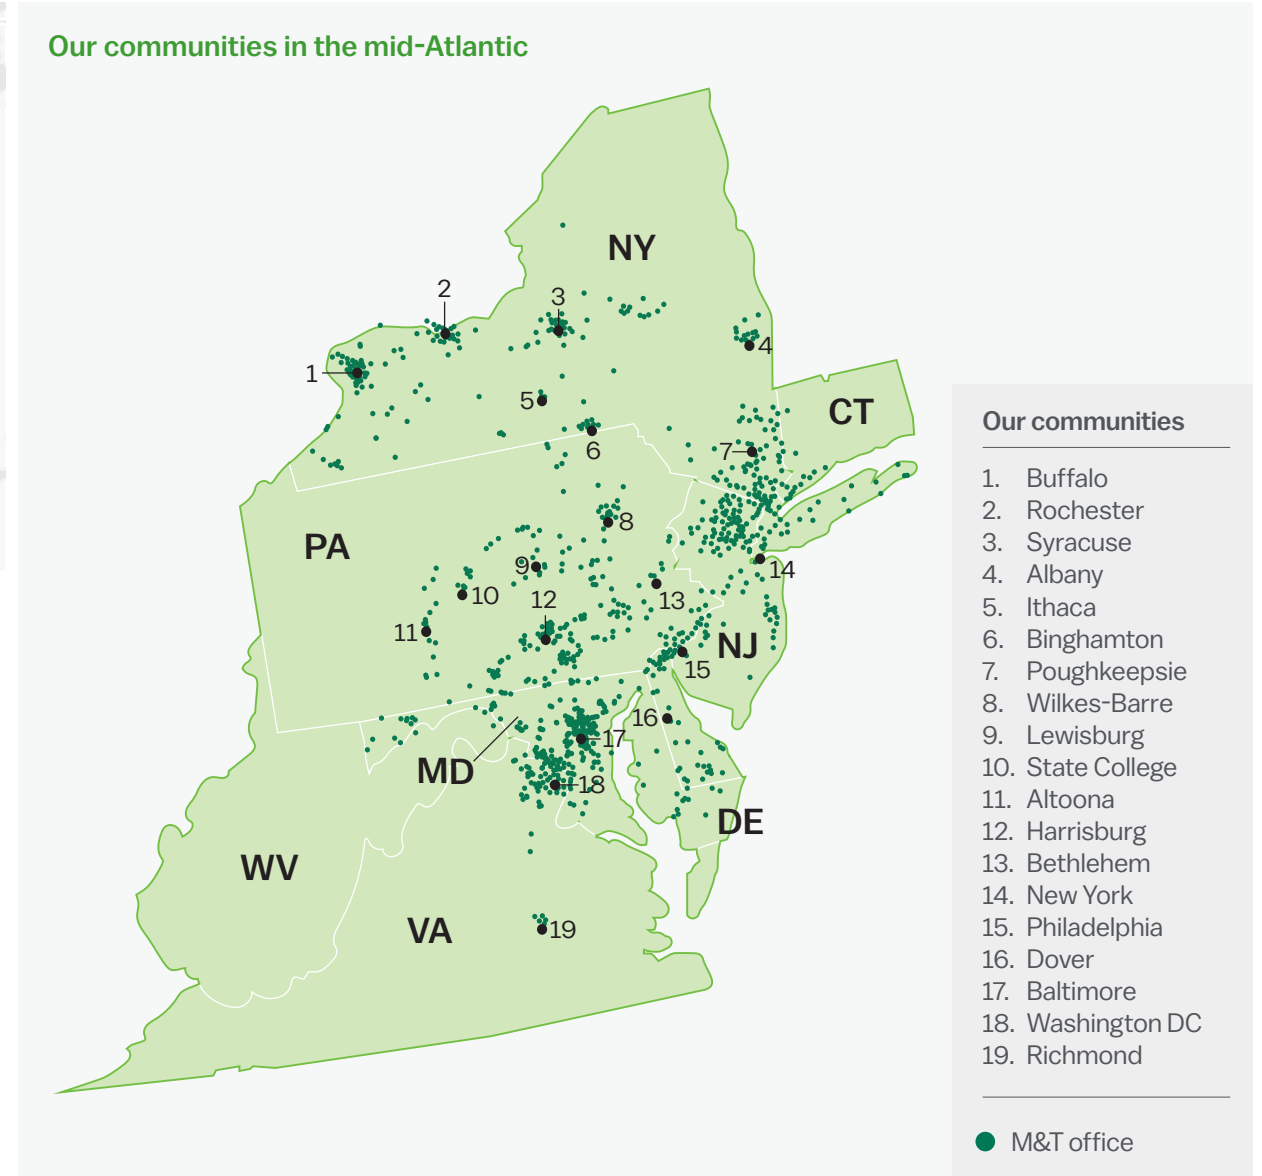 Our communities in the mid-Atlantic
NY
2
3
4
1
CT
5
7
6
8
PA
9
14
10
13
12
11
NJ
15
16
17
MD
18
DE
WV
VA
19
Our communities
1. Buffalo
2. Rochester
3. Syracuse
4. Albany
5. Ithaca
6. Binghamton
7. Poughkeepsie
8. Wilkes-Barre
9. Lewisburg
10. State College
11. Altoona
12. Harrisburg
13. Bethlehem
14. New York
15. Philadelphia
16. Dover
17. Baltimore
18. Washington DC
19. Richmond
M&T office